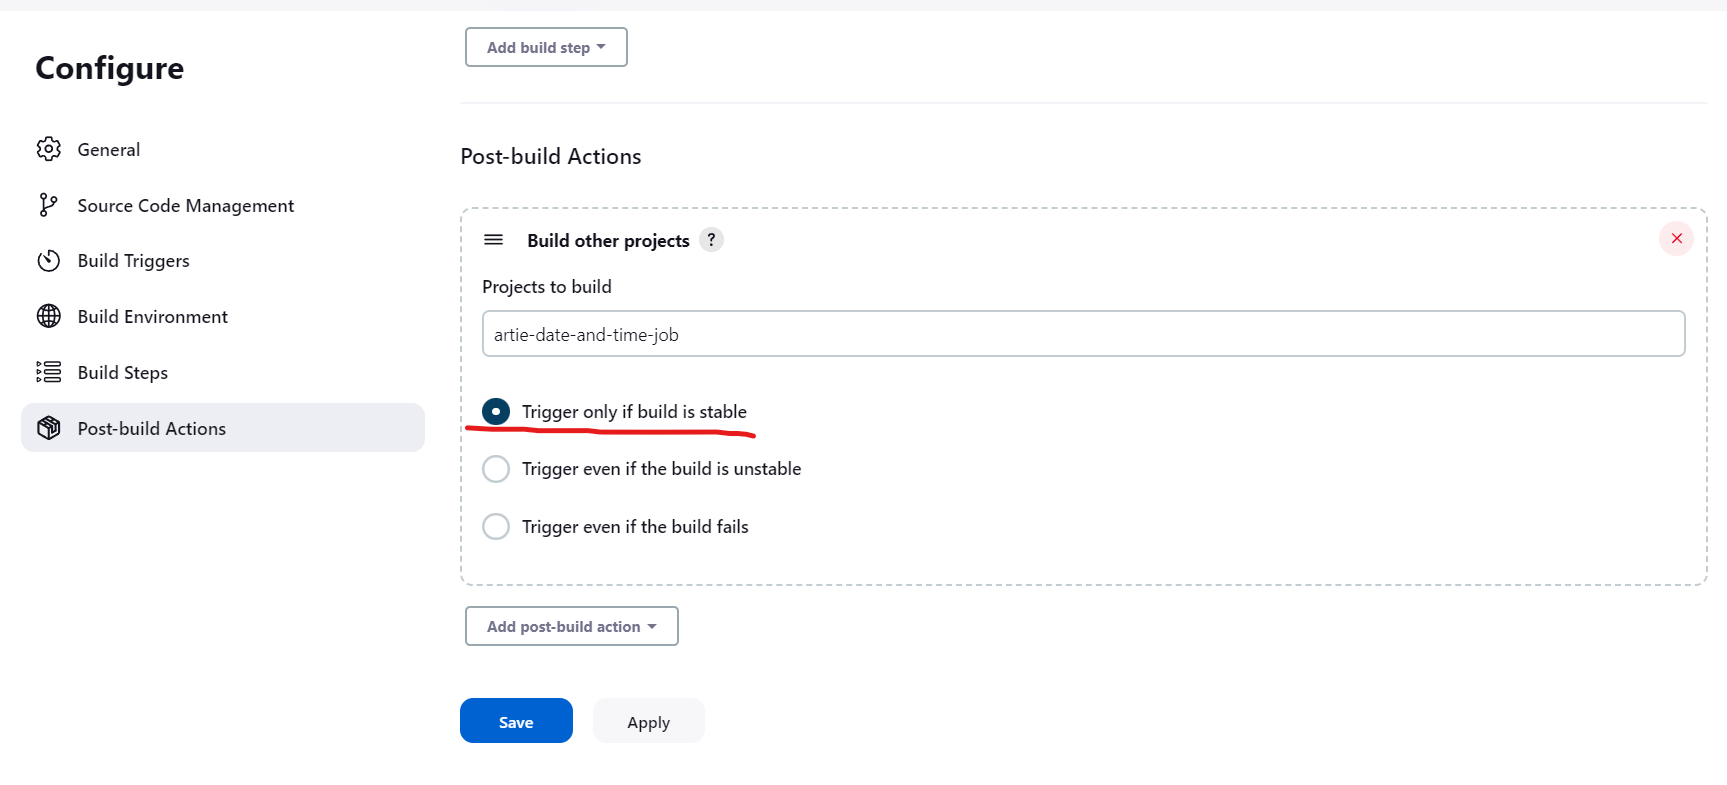 Configure
General
Source Code Management
Build Triggers
Build Environment
Build Steps
Post-build Actions
Add build step
Post-build Actions
Build other projects ?
Projects to build
artie-date-and-time-job
Trigger only if build is stable
Trigger even if the build is unstable
Trigger even if the build fails
Add post-build action
Save Apply